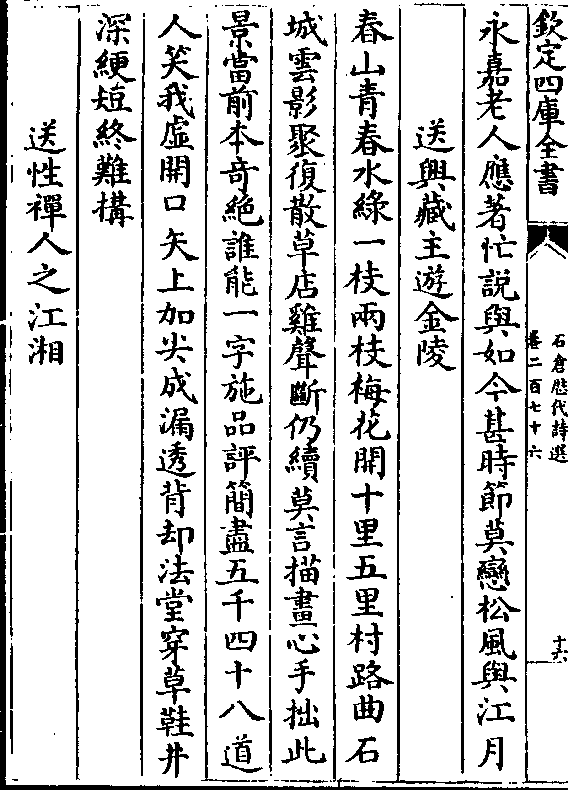 欽定四庫全書
石倉歷代詩選
卷二百七十六
十六
永嘉老人應著忙說與如今甚時節莫戀松風與江月
送興藏主遊金陵
春山青春水綠一枝兩枝梅花開十里五里村路曲石
城雲影聚復散草店雞聲斷仍續莫言描畫心手拙此
景當前本奇絶誰能一字施品評簡盡五千四十八道
人笑我虛開口矢上加尖成漏透背却法堂穿草鞋井
深綆短終難構
送性禪人之江湘